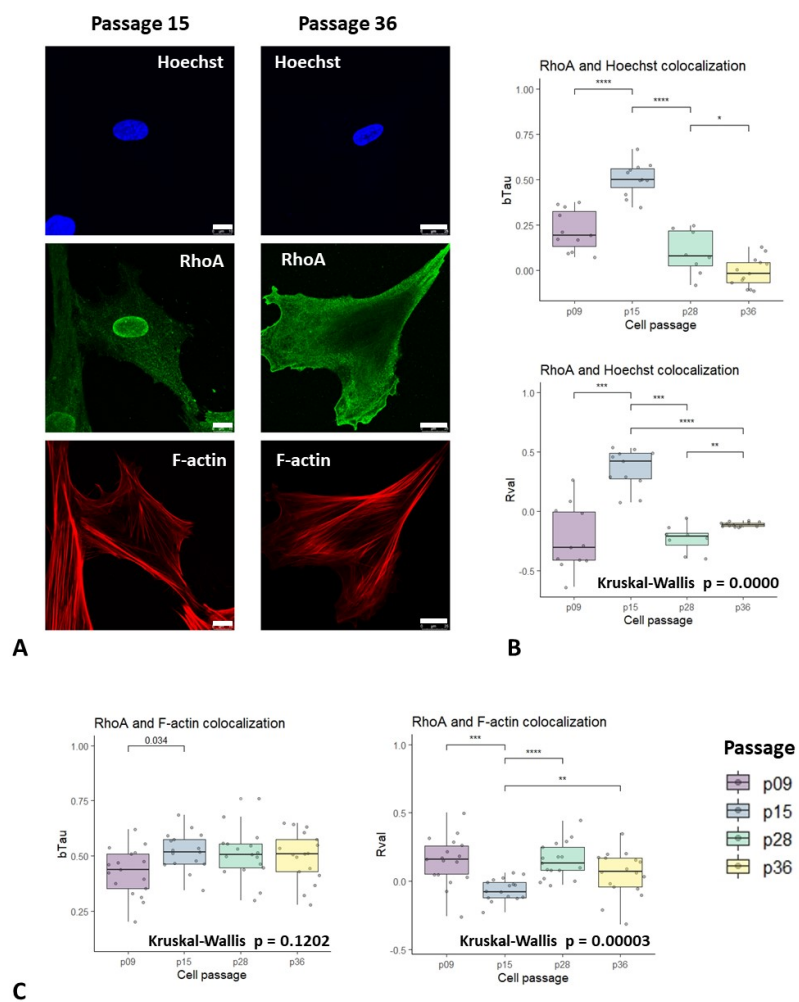 Passage 15
Passage 36
Hoechst
Hoechst
RhoA
RhoA
F-actin
F-actin
A
RhoA and Hoechst colocalization
1.00
0.75
0.50
0.25
0.00
bTau
****
****
*
p09
p15
p28
p36
Cell passage
RhoA and Hoechst colocalization
1.0
0.5
0.0
-0.5
Rval
***
***
****
**
Kruskal-Wallis p = 0.0000
p09
p15
p28
p36
Cell passage
B
RhoA and F-actin colocalization
1.00
0.75
0.50
0.25
bTau
0.034
Kruskal-Wallis p = 0.1202
p09
p15
p28
p36
Cell passage
RhoA and F-actin colocalization
1.0
0.5
0.0
-0.5
Rval
***
****
**
Kruskal-Wallis p = 0.00003
p09
p15
p28
p36
Cell passage
Passage
p09
p15
p28
p36
C